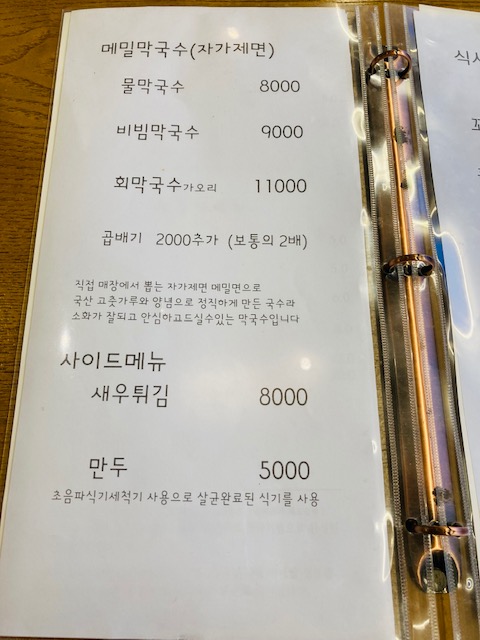 메밀막국수(자가제면)
물막국수 8000
비빔막국수 9000
회막국수가오리 11000
곱배기 2000추가 (보통의 2배)
직접 매장에서 뽑는 자가제면 메밀면으로
국산 고춧가루와 양념으로 정직하게 만든 국수라
소화가 잘되고 안심하고드실수있는 막국수입니다
사이드메뉴
새우튀김 8000
만두 5000
초음파식기세척기 사용으로 살균완료된 식기를 사용